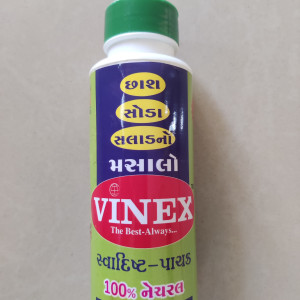 છાશ
સોડા
સલાડનો
મસાલો
VINEX
The Best-Always...
સ્વાદિષ્ટ-પાચક
100% નેચરલ